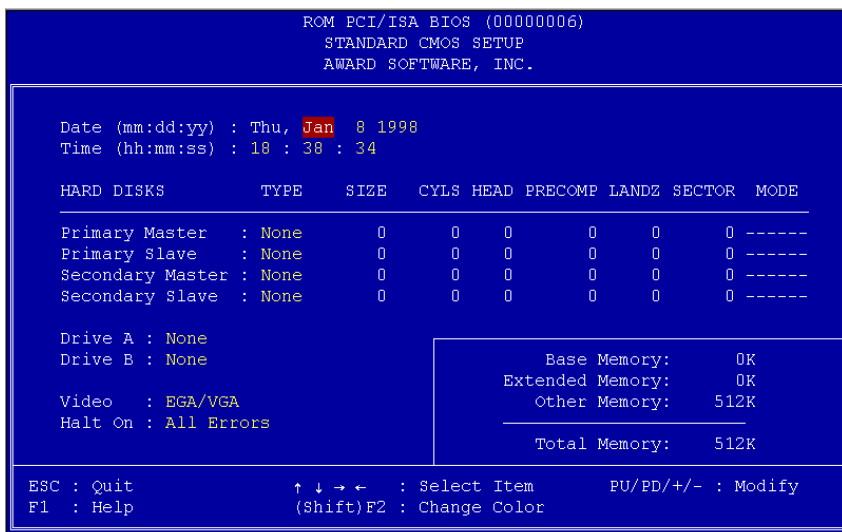 ROM PCI/ISA BIOS (00000006)
STANDARD CMOS SETUP
AWARD SOFTWARE, INC.
Date (mm:dd:yy) : Thu, Jan 8 1998
Time (hh:mm:ss) : 18 : 38 : 34
HARD DISKS TYPE SIZE CYLS HEAD PRECOMP LANDZ SECTOR MODE
Primary Master : None 0 0 0 0 0 0 ------
Primary Slave : None 0 0 0 0 0 0 ------
Secondary Master : None 0 0 0 0 0 0 ------
Secondary Slave : None 0 0 0 0 0 0 ------
Drive A : None
Drive B : None
Video : EGA/VGA
Halt On : All Errors
Base Memory: 0K
Extended Memory: 0K
Other Memory: 512K
Total Memory: 512K
ESC : Quit ↑ ↓ → ← : Select Item PU/PD/+/- : Modify
F1 : Help (Shift)F2 : Change Color